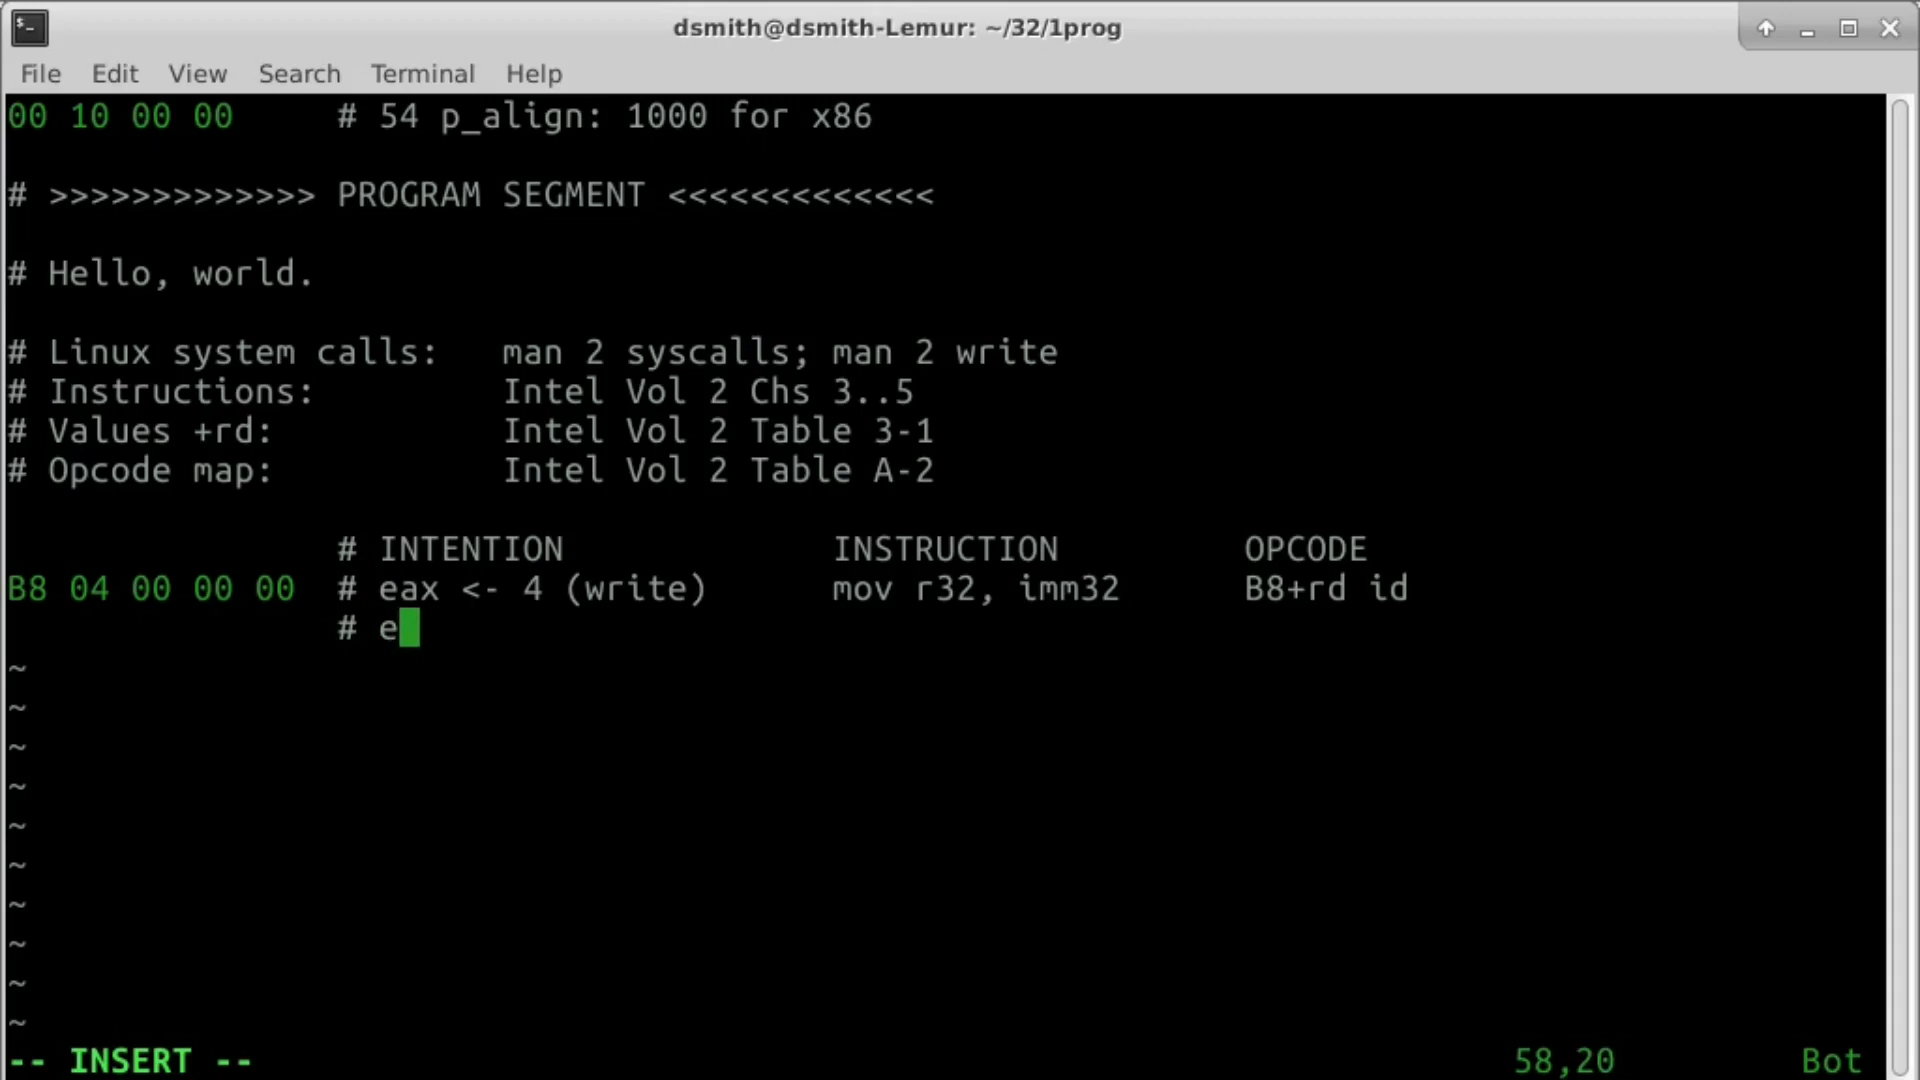 dsmith@dsmith-Lemur: ~/32/1prog
File Edit View Search Terminal Help
00 10 00 00 # 54 p_align: 1000 for x86
# >>>>>>>>>>>>> PROGRAM SEGMENT <<<<<<<<<<<<<
# Hello, world.
# Linux system calls: man 2 syscalls; man 2 write
# Instructions: Intel Vol 2 Chs 3..5
# Values +rd: Intel Vol 2 Table 3-1
# Opcode map: Intel Vol 2 Table A-2
# INTENTION INSTRUCTION OPCODE
B8 04 00 00 00 # eax <- 4 (write) mov r32, imm32 B8+rd id
# e
~
~
~
~
~
~
~
~
~
~
-- INSERT -- 58,20 Bot